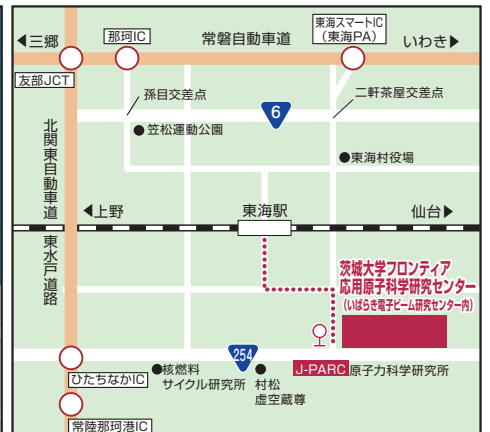 ◀三郷
那珂IC
常磐自動車道
東海スマートIC
（東海PA）
いわき▶
友部JCT
孫目交差点
二軒茶屋交差点
6
●笠松運動公園
●東海村役場
北関東自動車道
東水戸道路
◀上野
東海駅
仙台▶
茨城大学フロンティア
応用原子科学研究センター
（いばらき電子ビーム研究センター内）
254
J-PARC 原子力科学研究所
●核燃料
サイクル研究所
●
村松
虚空蔵尊
ひたちなかIC
常陸那珂港IC